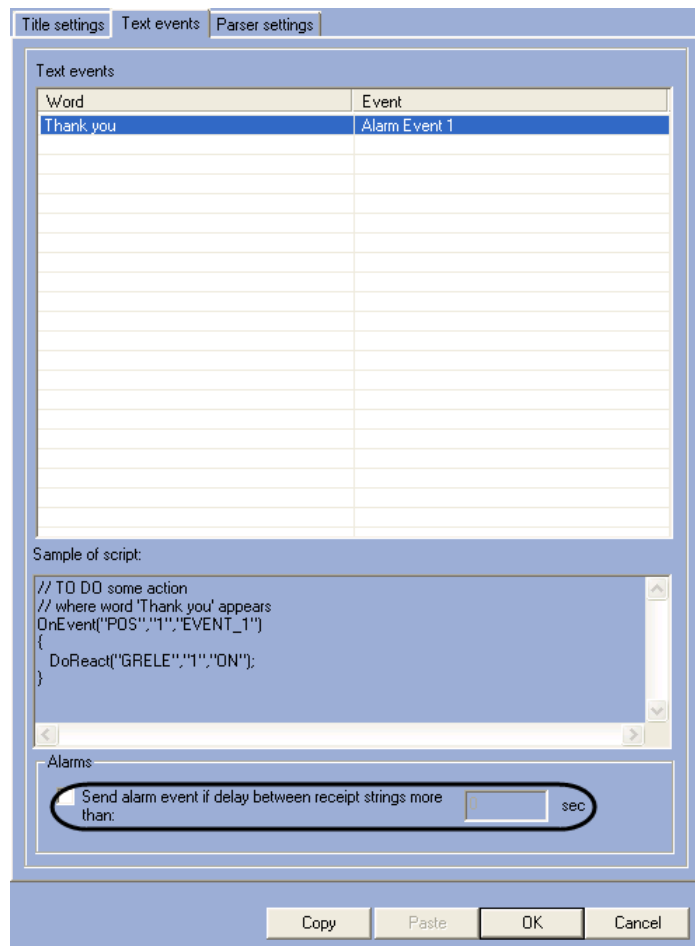 Title settings Text events Parser settings
Text events
Word Event
Thank you Alarm Event 1
Sample of script:
// TO DO some action
// where word 'Thank you' appears
OnEvent("POS","1","EVENT_1")
{
DoReact("GRELE","1","ON");
}
Alarms
Send alarm event if delay between receipt strings more
than:
sec
Copy Paste OK Cancel